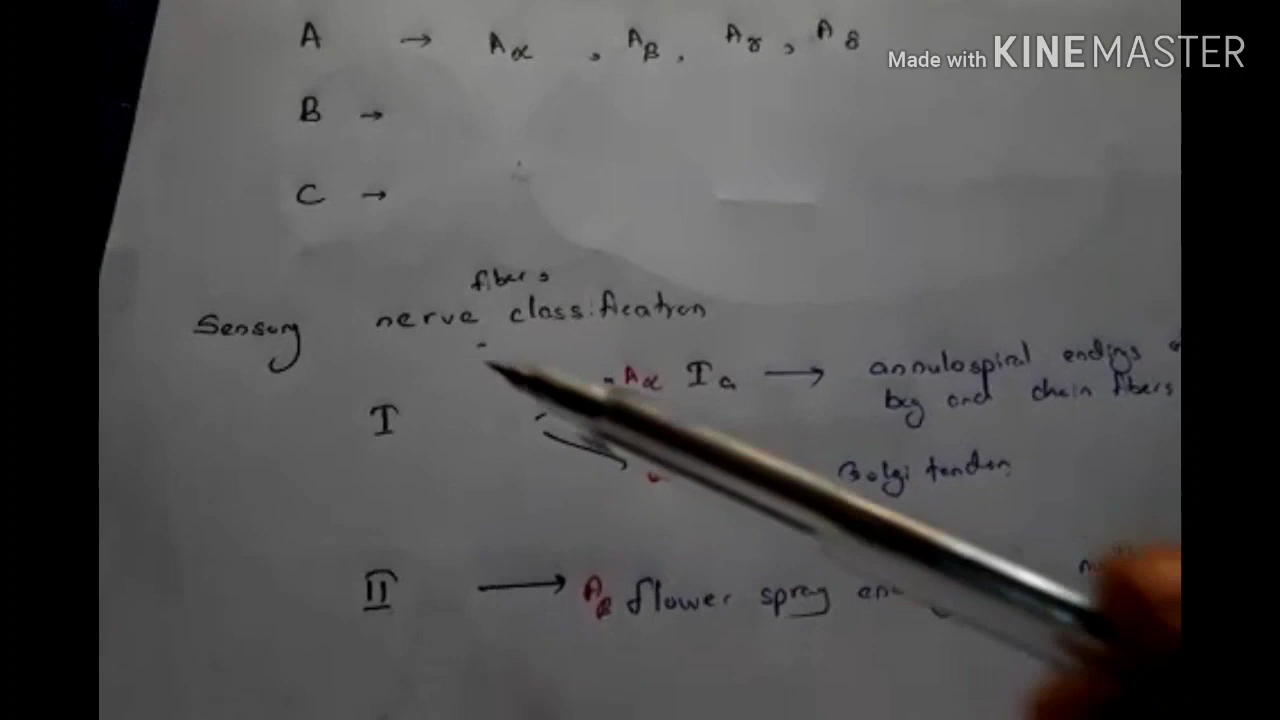 A → Aα , Aβ , Aγ , Aδ
Made with KINEMASTER
B →
C →
fibers
Sensory nerve classification
Aα Ia → annulospiral endings
bag and chain fibers
I
Golgi tendon
II → Aβ flower spray